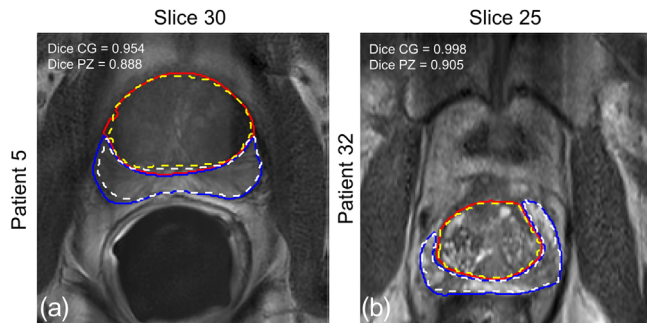 Slice 30
Slice 25
Patient 5
Dice CG = 0.954
Dice PZ = 0.888
(a)
Patient 32
Dice CG = 0.998
Dice PZ = 0.905
(b)